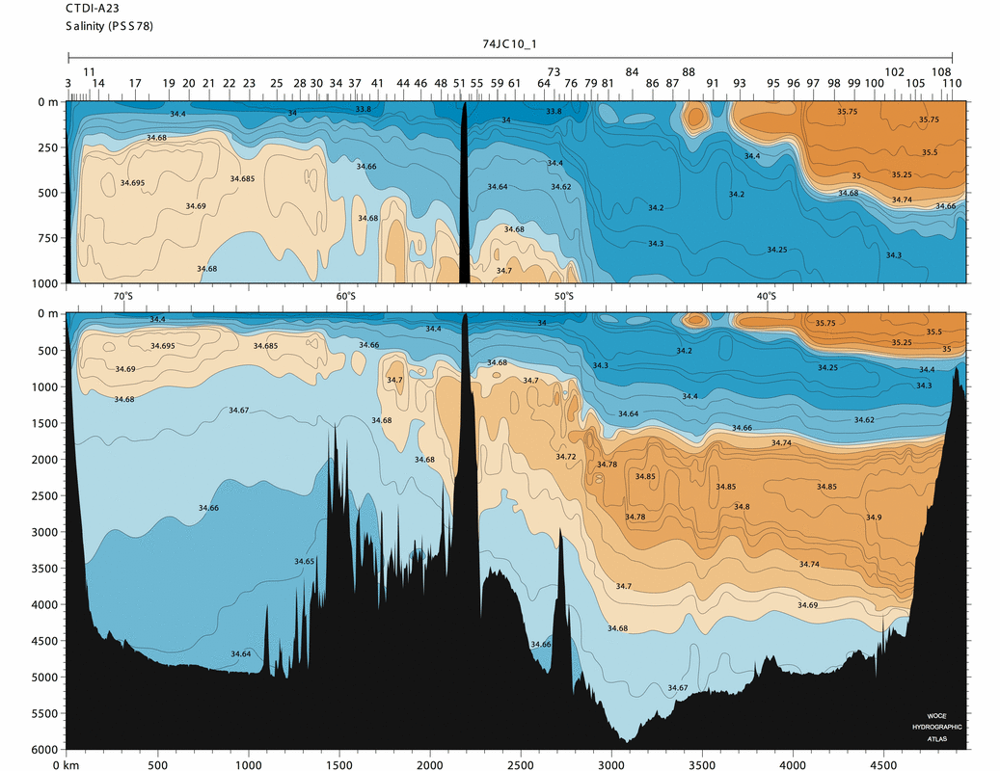 CTDI-A23
Salinity (PSS78)
74JC10_1
11 73 84 88 102 108
3 14 17 19 20 21 22 23 25 28 30 34 37 41 44 46 48 51 55 59 61 64 76 79 81 86 87 91 93 95 96 97 98 99 100 105 110
0 m 34.4 34 33.8 34 33.8 35.75 35.75
250 34.68 34.66 34.4 34.4 35.5
34.695 34.685 34.64 34.62 35 35.25
500 34.69 34.2 34.2 34.68 34.74 34.66
750 34.68 34.68 34.3 34.25 34.3
1000 34.68 34.7
70°S 60°S 50°S 40°S
0 m 34.4 34.4 34 35.75 35.5
500 34.695 34.685 34.66 34.2 35.25 35
34.69 34.68 34.3 34.25 34.4
1000 34.68 34.7 34.7 34.4 34.3
34.67 34.68 34.64 34.62
1500 34.66 34.74
2000 34.68 34.72 34.78 34.85
2500 34.66 34.85 34.85
34.78 34.8 34.9
3000
3500 34.65 34.74
34.7
4000 34.69
34.68
4500 34.64 34.66
5000 34.67
5500 WOCE
HYDROGRAPHIC
ATLAS
6000
0 km 500 1000 1500 2000 2500 3000 3500 4000 4500